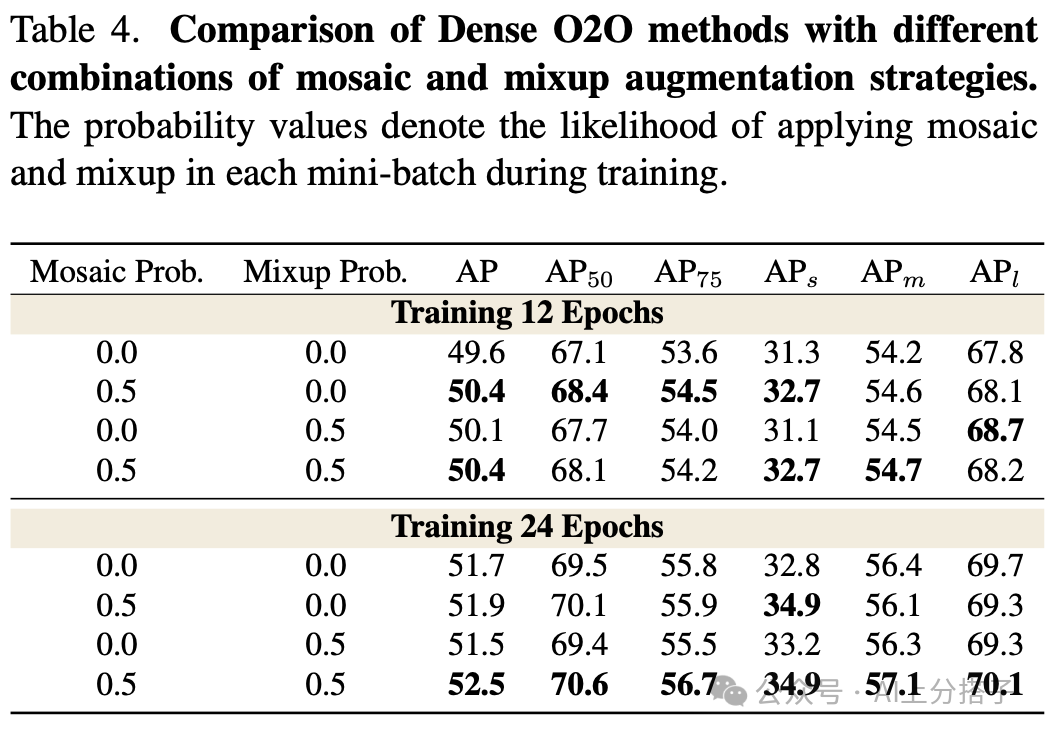 Table 4. Comparison of Dense O2O methods with different
combinations of mosaic and mixup augmentation strategies.
The probability values denote the likelihood of applying mosaic
and mixup in each mini-batch during training.
Mosaic Prob. Mixup Prob. AP AP50 AP75 APs APm APl
Training 12 Epochs
0.0 0.0 49.6 67.1 53.6 31.3 54.2 67.8
0.5 0.0 50.4 68.4 54.5 32.7 54.6 68.1
0.0 0.5 50.1 67.7 54.0 31.1 54.5 68.7
0.5 0.5 50.4 68.1 54.2 32.7 54.7 68.2
Training 24 Epochs
0.0 0.0 51.7 69.5 55.8 32.8 56.4 69.7
0.5 0.0 51.9 70.1 55.9 34.9 56.1 69.3
0.0 0.5 51.5 69.4 55.5 33.2 56.3 69.3
0.5 0.5 52.5 70.6 56.7 34.9 57.1 70.1
公众号 · AI上分搭子